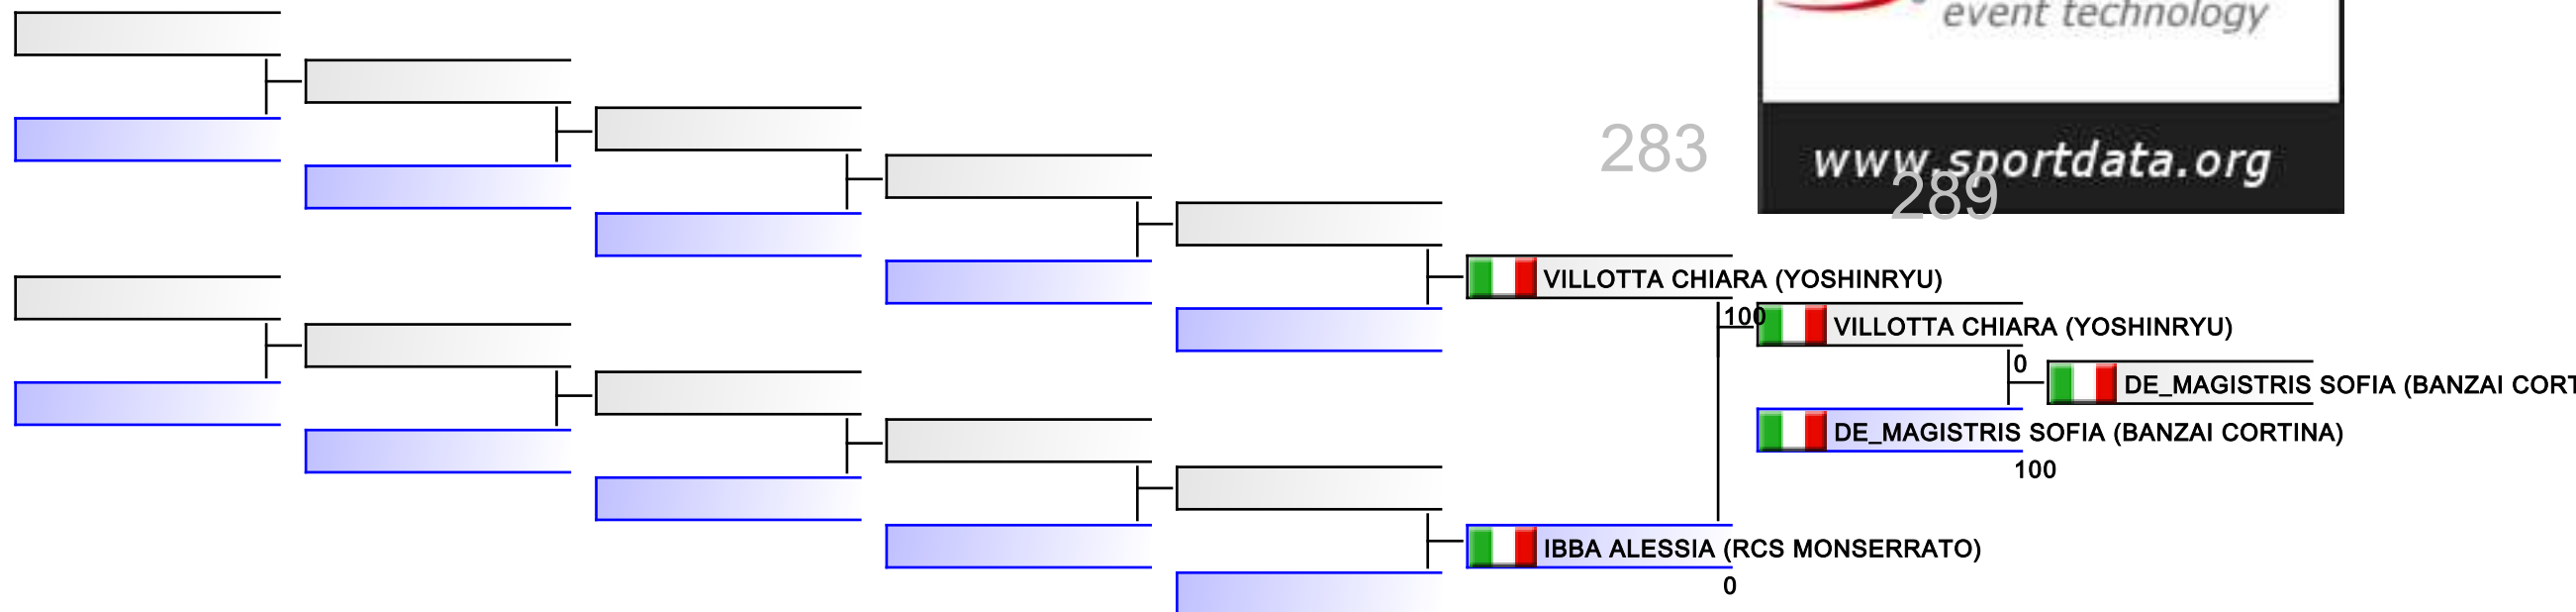 event technology
283
www.sportdata.org
289
VILLOTTA CHIARA (YOSHINRYU)
100
VILLOTTA CHIARA (YOSHINRYU)
0
DE_MAGISTRIS SOFIA (BANZAI CORT
DE_MAGISTRIS SOFIA (BANZAI CORTINA)
100
IBBA ALESSIA (RCS MONSERRATO)
0